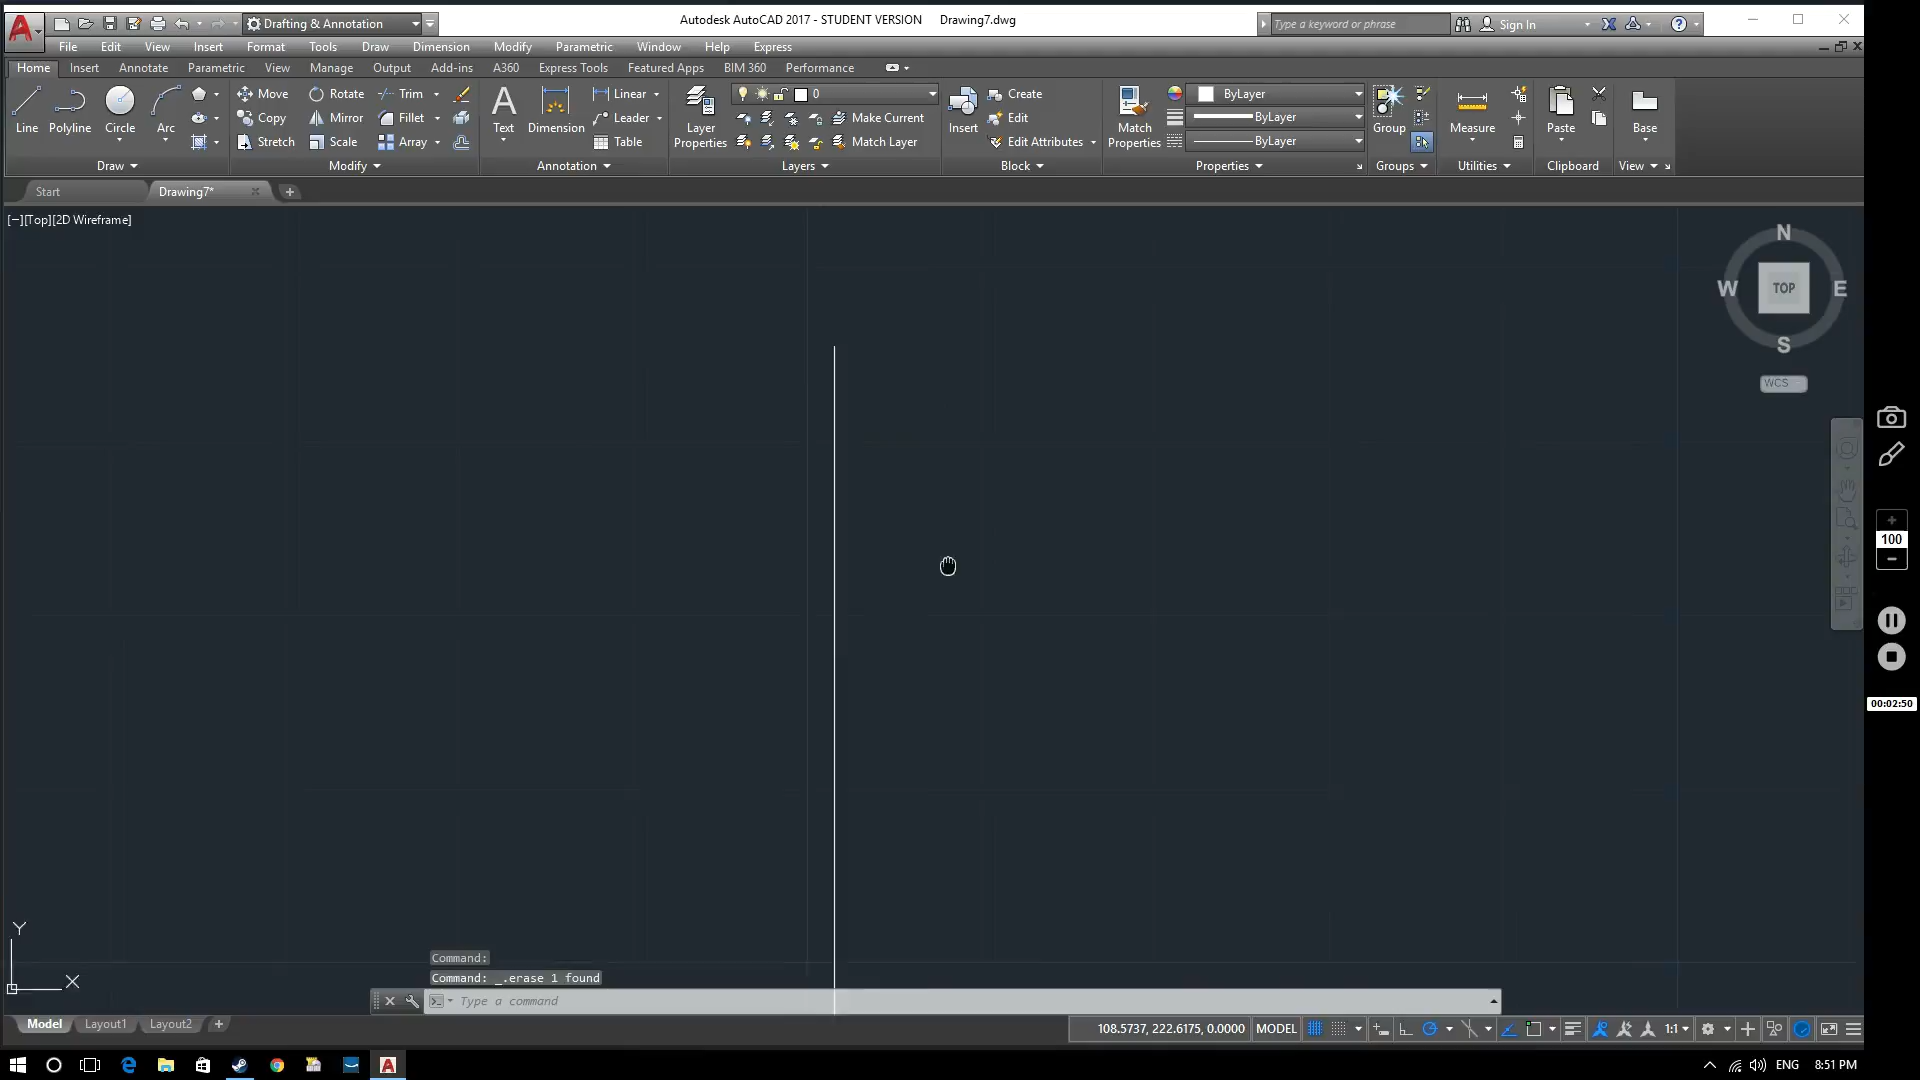 Drafting & Annotation
Autodesk AutoCAD 2017 - STUDENT VERSION Drawing7.dwg
Type a keyword or phrase
Sign In
File Edit View Insert Format Tools Draw Dimension Modify Parametric Window Help Express
Home Insert Annotate Parametric View Manage Output Add-ins A360 Express Tools Featured Apps BIM 360 Performance
Line Polyline Circle Arc
Move Rotate Trim
Copy Mirror Fillet
Stretch Scale Array
Text Dimension
Linear
Leader
Table
Layer Properties
0
Make Current
Match Layer
Insert
Create
Edit
Edit Attributes
Match Properties
ByLayer
ByLayer
ByLayer
Group
Measure
Paste
Base
Draw Modify Annotation Layers Block Properties Groups Utilities Clipboard View
Start Drawing7*
[−][Top][2D Wireframe]
N
W TOP E
S
WCS
100
00:02:50
Y
X
Command:
Command: _.erase 1 found
Type a command
Model Layout1 Layout2
108.5737, 222.6175, 0.0000 MODEL 1:1
ENG 8:51 PM